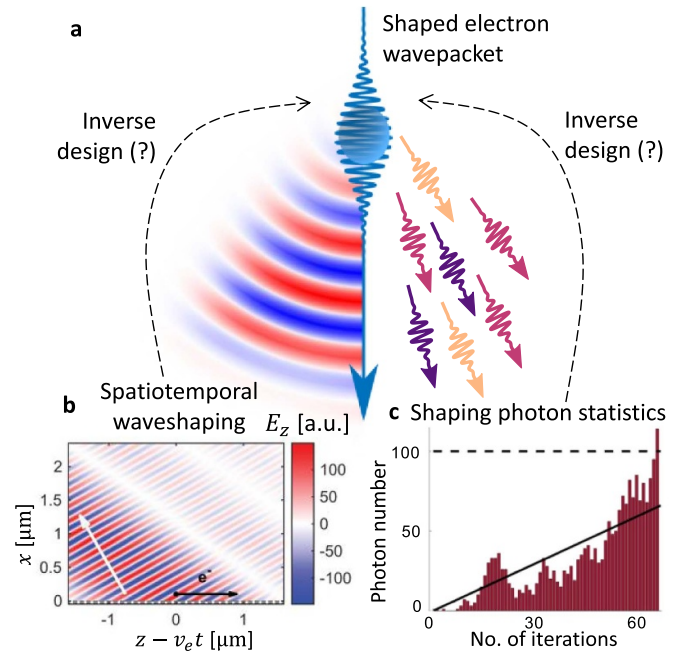 a
Shaped electron
wavepacket
Inverse
design (?)
Inverse
design (?)
Spatiotemporal
waveshaping
b
E_z [a.u.]
100
50
0
-50
-100
2
1.5
1
0.5
0
x [μm]
-1
0
1
z − v_e t [μm]
e⁻
c Shaping photon statistics
100
50
0
Photon number
0
30
60
No. of iterations